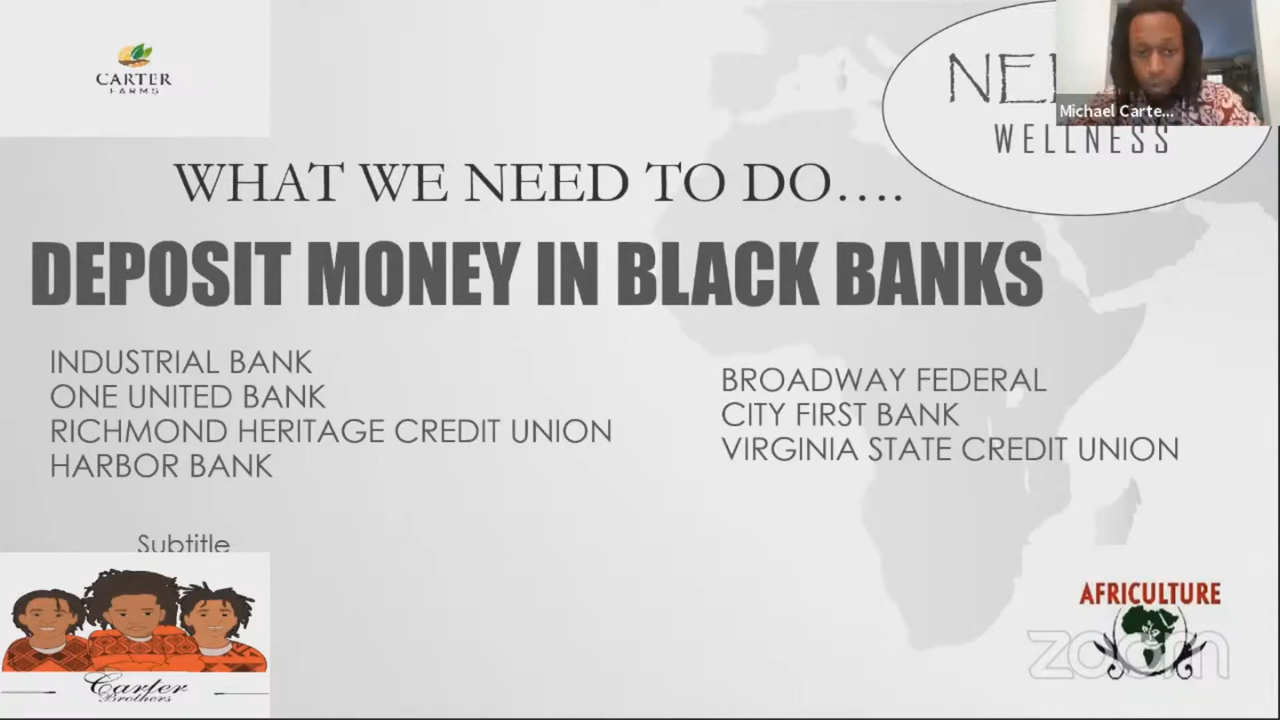 CARTER
FARMS
NE
Michael Carte...
WELLNESS
WHAT WE NEED TO DO....
DEPOSIT MONEY IN BLACK BANKS
INDUSTRIAL BANK
ONE UNITED BANK
RICHMOND HERITAGE CREDIT UNION
HARBOR BANK
BROADWAY FEDERAL
CITY FIRST BANK
VIRGINIA STATE CREDIT UNION
Subtitle
Carter
Brothers
AFRICULTURE
zoom